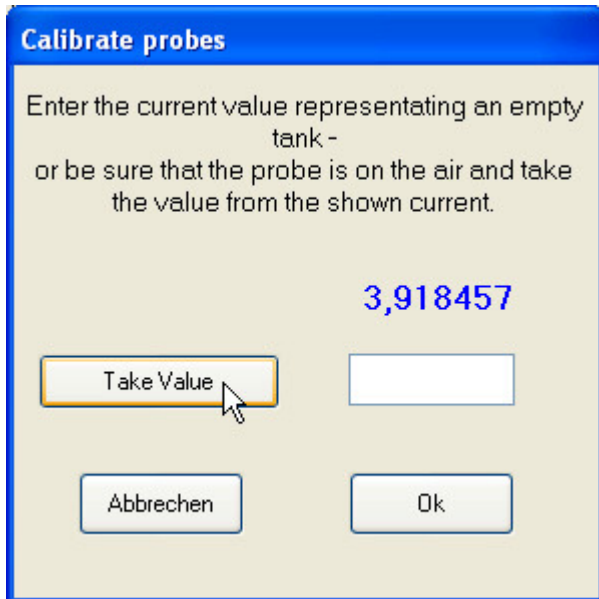 Calibrate probes
Enter the current value representating an empty
tank -
or be sure that the probe is on the air and take
the value from the shown current.
3,918457
Take Value
Abbrechen
Ok